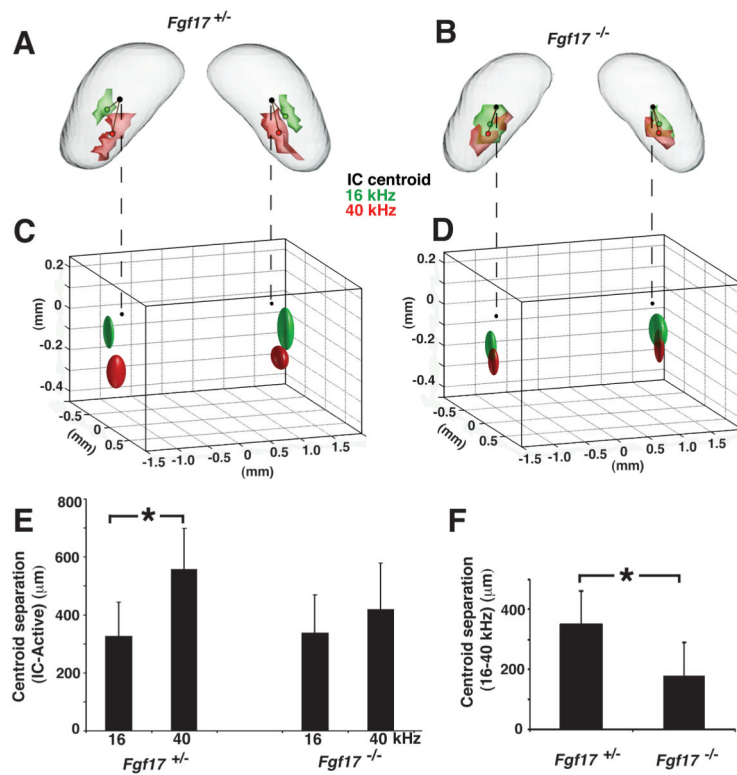 A
Fgf17 +/-
B
Fgf17 -/-
IC centroid
16 kHz
40 kHz
C
0.2
0
-0.2
-0.4
(mm)
-0.5
0
0.5
(mm)
-1.5 -1.0 -0.5 0 0.5 1.0 1.5
(mm)
D
0.2
0
-0.2
-0.4
(mm)
-0.5
0
0.5
(mm)
-1.5 -1.0 -0.5 0 0.5 1.0 1.5
(mm)
E
Centroid separation
(IC-Active) (μm)
800
600
400
200
0
*
16 40 16 40 kHz
Fgf17 +/- Fgf17 -/-
F
Centroid separation
(16-40 kHz) (μm)
400
200
0
*
Fgf17 +/- Fgf17 -/-